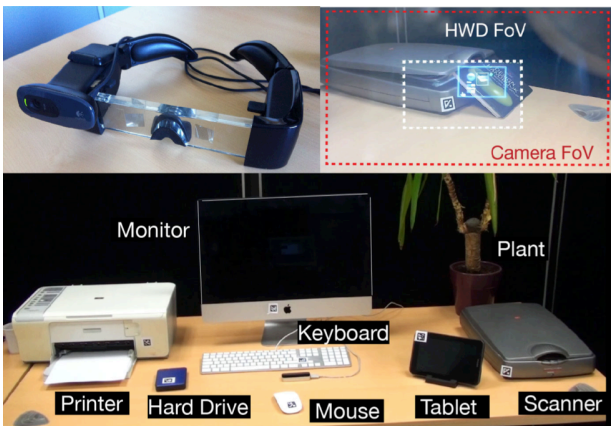 HWD FoV
Camera FoV
Monitor
Plant
Keyboard
Printer
Hard Drive
Mouse
Tablet
Scanner